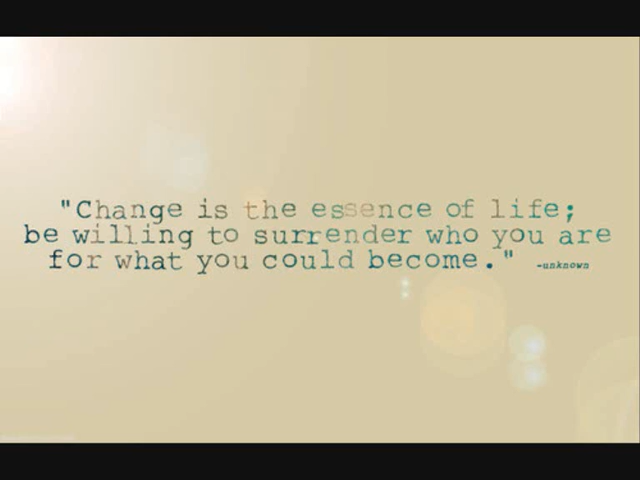 "Change is the essence of life;
be willing to surrender who you are
for what you could become." -unknown